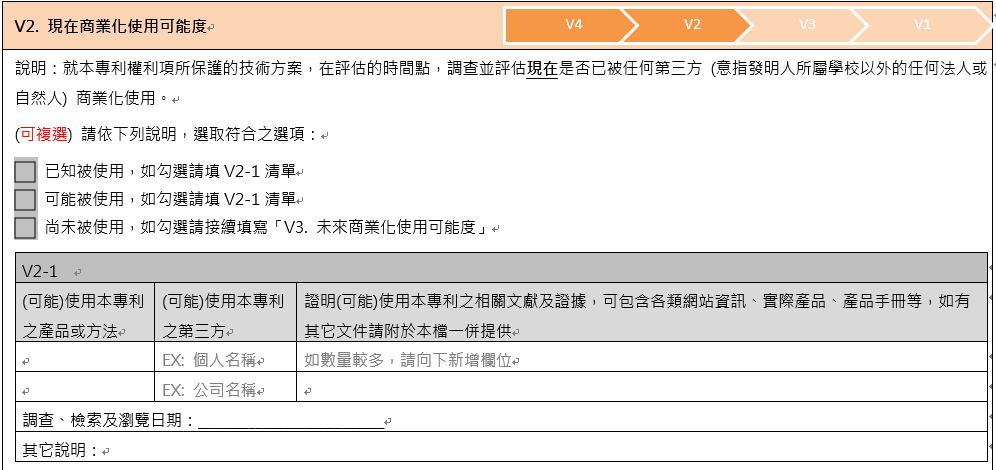 V2. 現在商業化使用可能度
V4
V2
V3
V1
說明：就本專利權利項所保護的技術方案，在評估的時間點，調查並評估現在是否已被任何第三方 (意指發明人所屬學校以外的任何法人或
自然人) 商業化使用。
(可複選) 請依下列說明，選取符合之選項：
已知被使用，如勾選請填 V2-1 清單
可能被使用，如勾選請填 V2-1 清單
尚未被使用，如勾選請接續填寫「V3. 未來商業化使用可能度」
V2-1
(可能)使用本專利
之產品或方法
(可能)使用本專利
之第三方
證明(可能)使用本專利之相關文獻及證據，可包含各類網站資訊、實際產品、產品手冊等，如有
其它文件請附於本檔一併提供
EX: 個人名稱
如數量較多，請向下新增欄位
EX: 公司名稱
調查、檢索及瀏覽日期：________________________
其它說明：